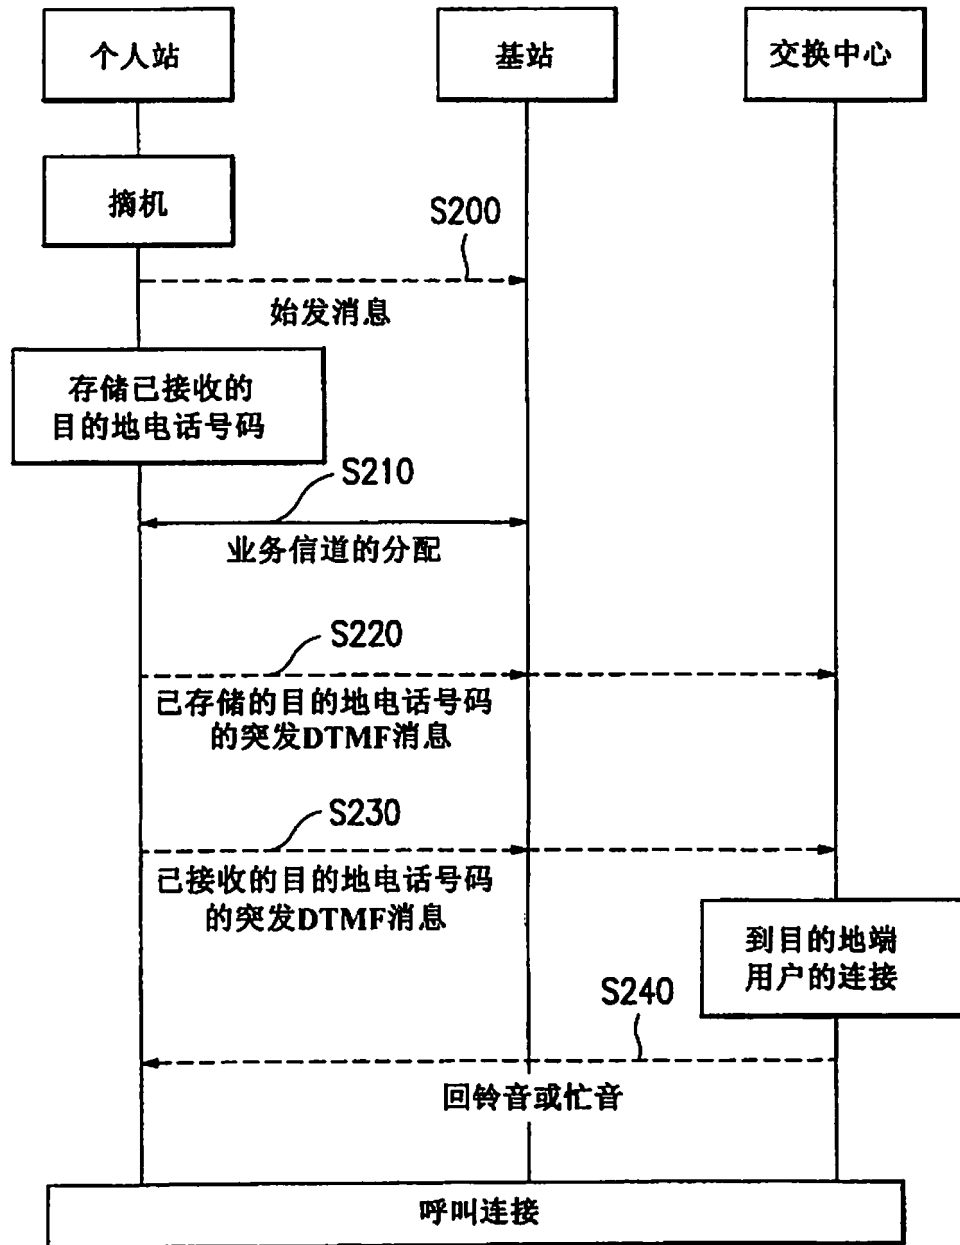 个人站
基站
交换中心
摘机
S200
始发消息
存储已接收的
目的地电话号码
S210
业务信道的分配
S220
已存储的目的地电话号码
的突发DTMF消息
S230
已接收的目的地电话号码
的突发DTMF消息
到目的地端
用户的连接
S240
回铃音或忙音
呼叫连接